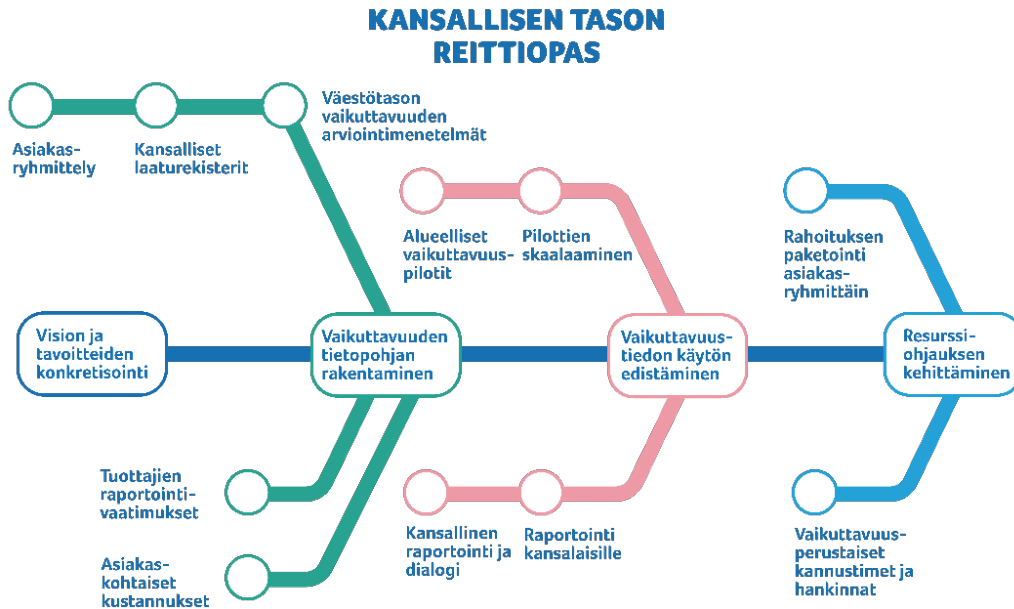 KANSALLISEN TASON
REITTIOPAS
Asiakas-
ryhmittely
Kansalliset
laaturekisterit
Väestötason
vaikuttavuuden
arviointimenetelmät
Alueelliset
vaikuttavuus-
pilotit
Pilottien
skaalaaminen
Rahoituksen
paketointi
asiakas-
ryhmittäin
Vision ja
tavoitteiden
konkretisointi
Vaikuttavuuden
tietopohjan
rakentaminen
Vaikuttavuus-
tiedon käytön
edistäminen
Resurssi-
ohjauksen
kehittäminen
Tuottajien
raportointi-
vaatimukset
Asiakas-
kohtaiset
kustannukset
Kansallinen
raportointi ja
dialogi
Raportointi
kansalaisille
Vaikuttavuus-
perustaiset
kannustimet ja
hankinnat